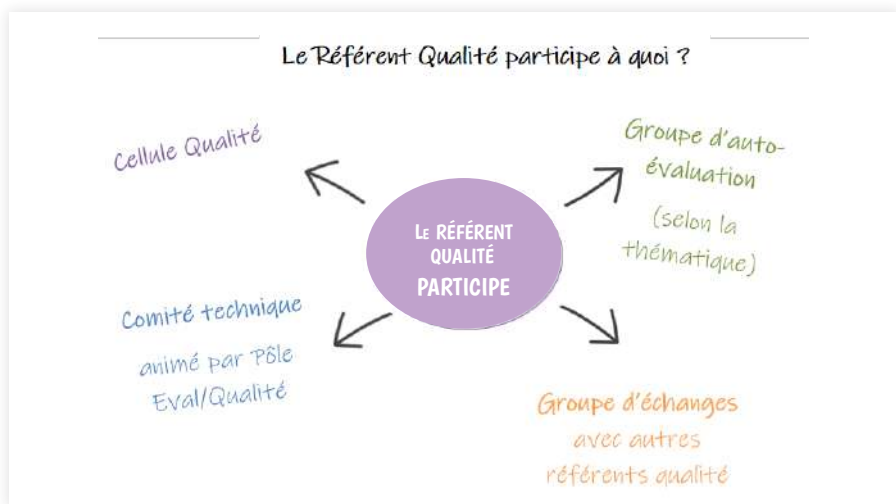 Le Référent Qualité participe à quoi ?
Cellule Qualité
Groupe d'auto-
évaluation
(selon la
thématique)
LE RÉFÉRENT
QUALITÉ
PARTICIPE
Comité technique
animé par Pôle
Eval/Qualité
Groupe d'échanges
avec autres
référents qualité